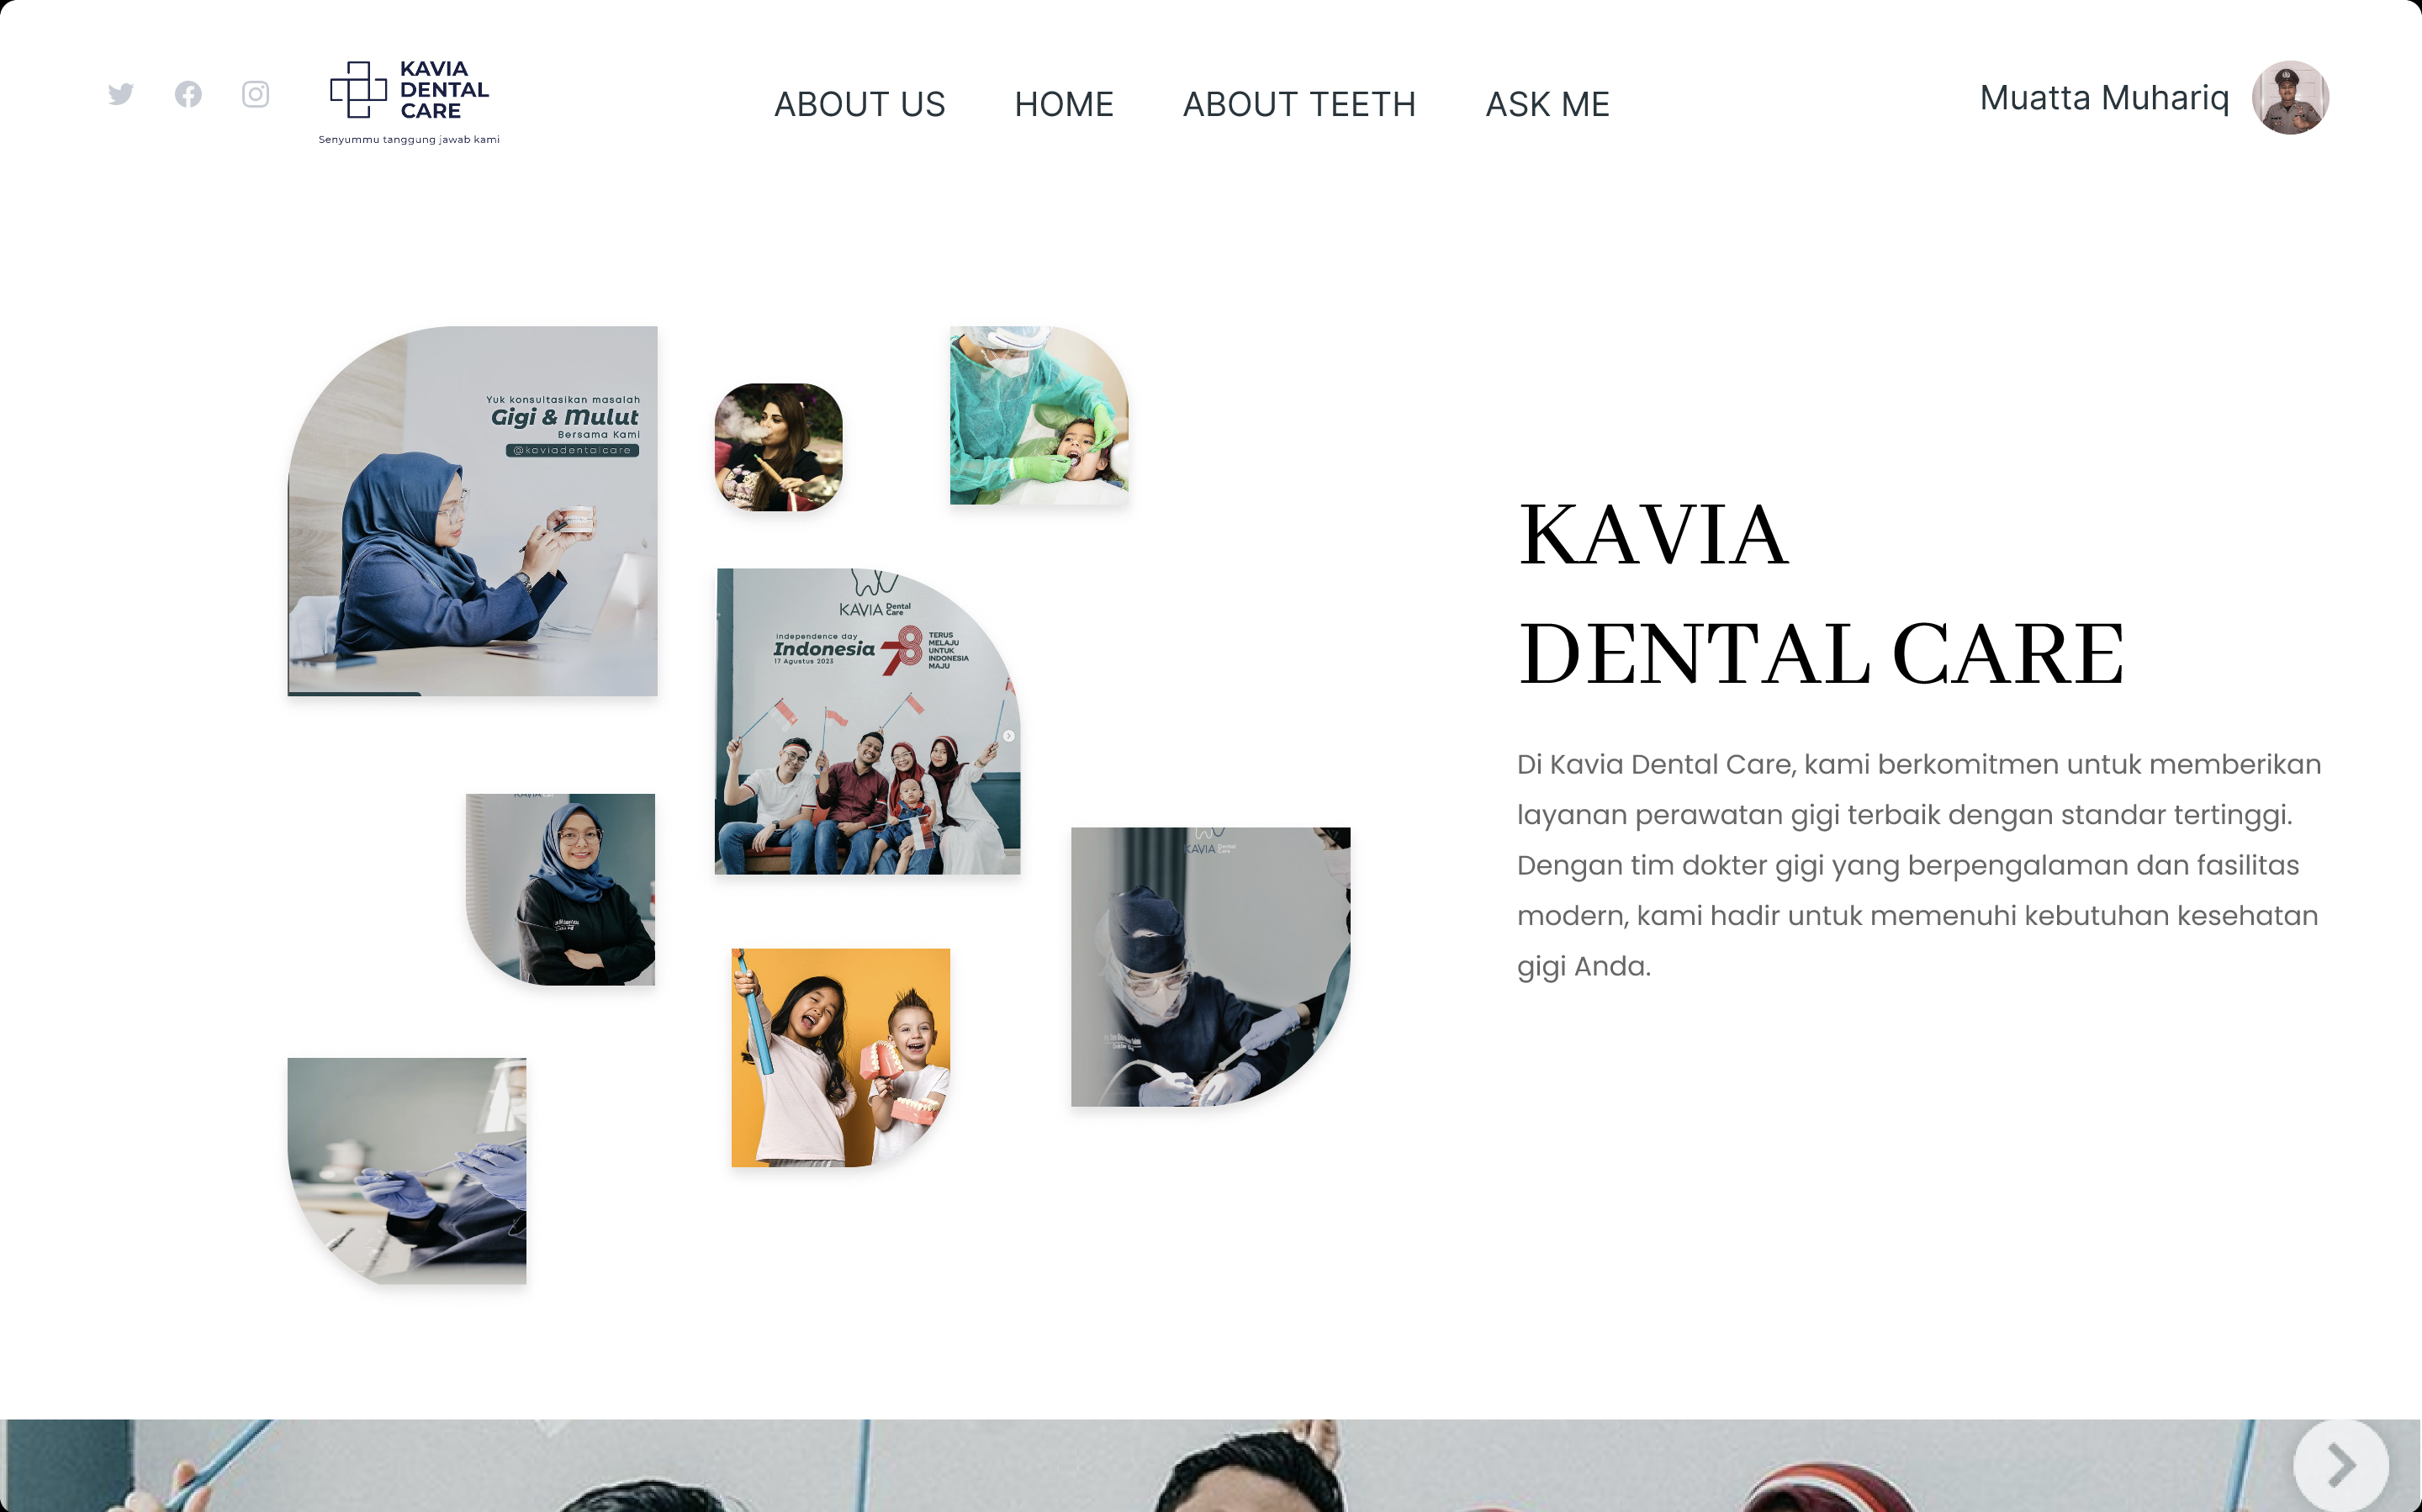 KAVIA
DENTAL
CARE
Senyummu tanggung jawab kami
ABOUT US
HOME
ABOUT TEETH
ASK ME
Muatta Muhariq
Yuk konsultasikan masalah
Gigi & Mulut
Bersama Kami
@kaviadentalcare
KAVIA Dental Care
independence day
Indonesia
17 Agustus 2023
78
TERUS
MELAJU
UNTUK
INDONESIA
MAJU
KAVIA Dental Care
KAVIA
DENTAL CARE
Di Kavia Dental Care, kami berkomitmen untuk memberikan
layanan perawatan gigi terbaik dengan standar tertinggi.
Dengan tim dokter gigi yang berpengalaman dan fasilitas
modern, kami hadir untuk memenuhi kebutuhan kesehatan
gigi Anda.